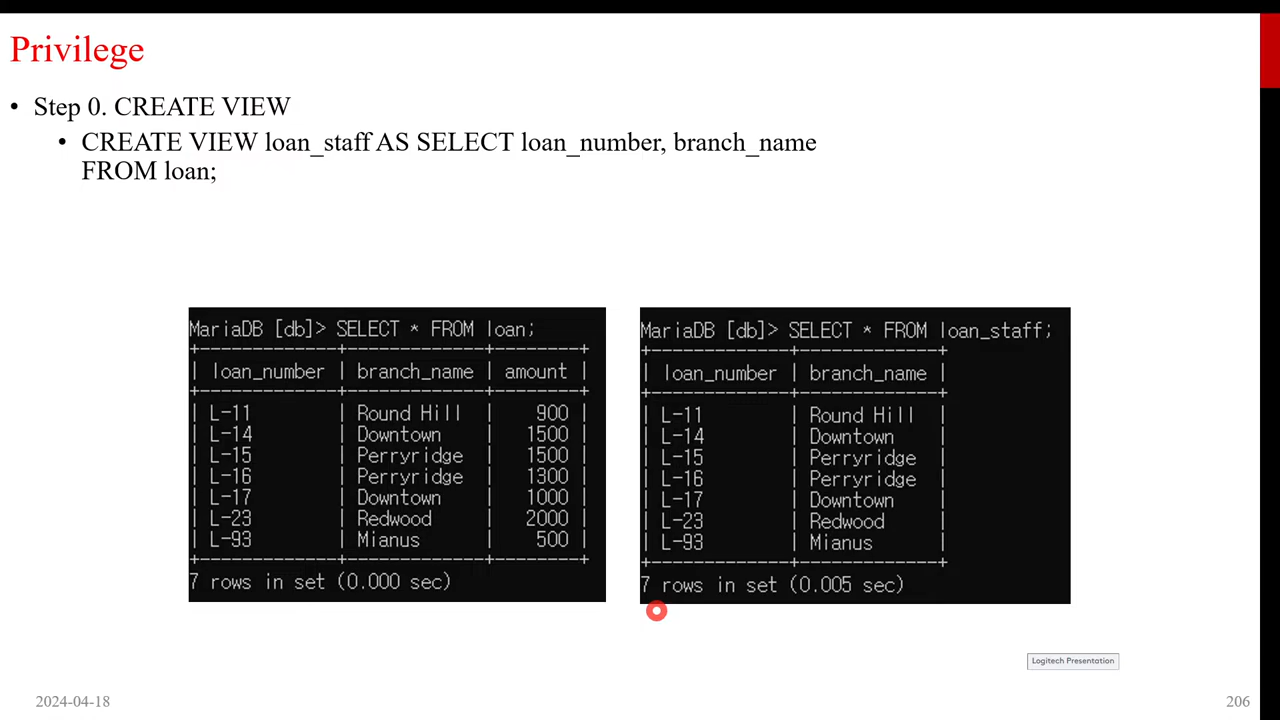 Privilege
• Step 0. CREATE VIEW
• CREATE VIEW loan_staff AS SELECT loan_number, branch_name
FROM loan;
MariaDB [db]> SELECT * FROM loan;
+-------------+-------------+--------+
| loan_number | branch_name | amount |
+-------------+-------------+--------+
| L-11 | Round Hill | 900 |
| L-14 | Downtown | 1500 |
| L-15 | Perryridge | 1500 |
| L-16 | Perryridge | 1300 |
| L-17 | Downtown | 1000 |
| L-23 | Redwood | 2000 |
| L-93 | Mianus | 500 |
+-------------+-------------+--------+
7 rows in set (0.000 sec)
MariaDB [db]> SELECT * FROM loan_staff;
+-------------+-------------+
| loan_number | branch_name |
+-------------+-------------+
| L-11 | Round Hill |
| L-14 | Downtown |
| L-15 | Perryridge |
| L-16 | Perryridge |
| L-17 | Downtown |
| L-23 | Redwood |
| L-93 | Mianus |
+-------------+-------------+
7 rows in set (0.005 sec)
Logitech Presentation
2024-04-18
206